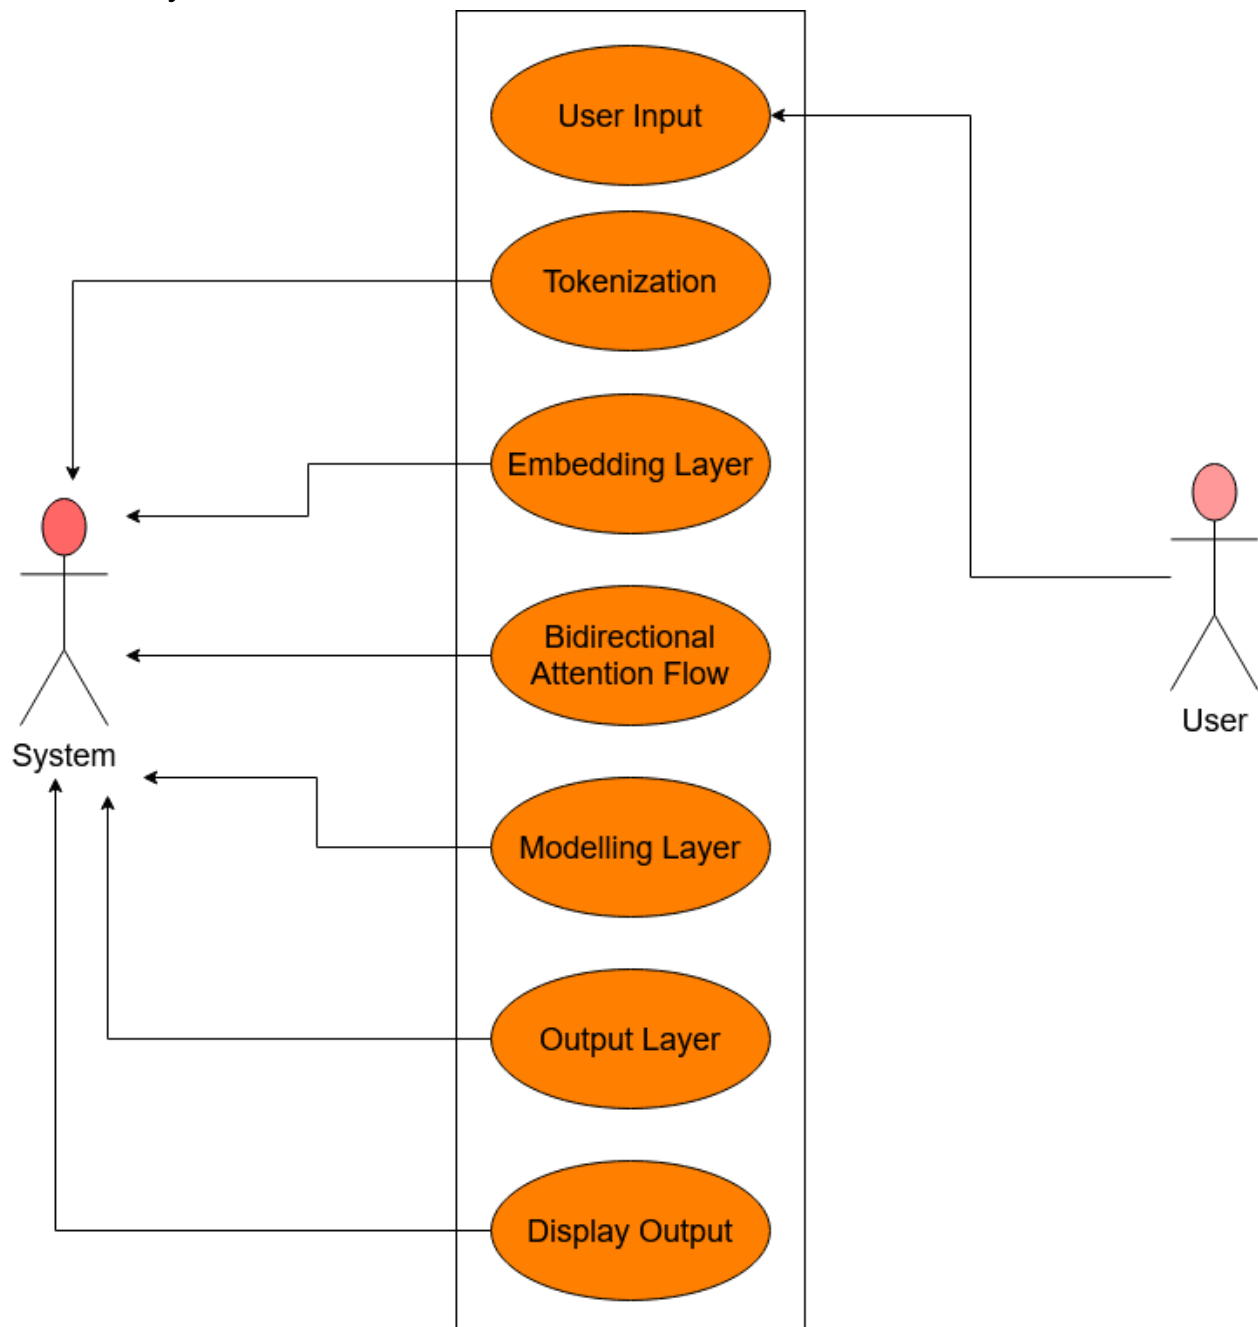 User Input
Tokenization
Embedding Layer
Bidirectional
Attention Flow
User
System
Modelling Layer
Output Layer
Display Output